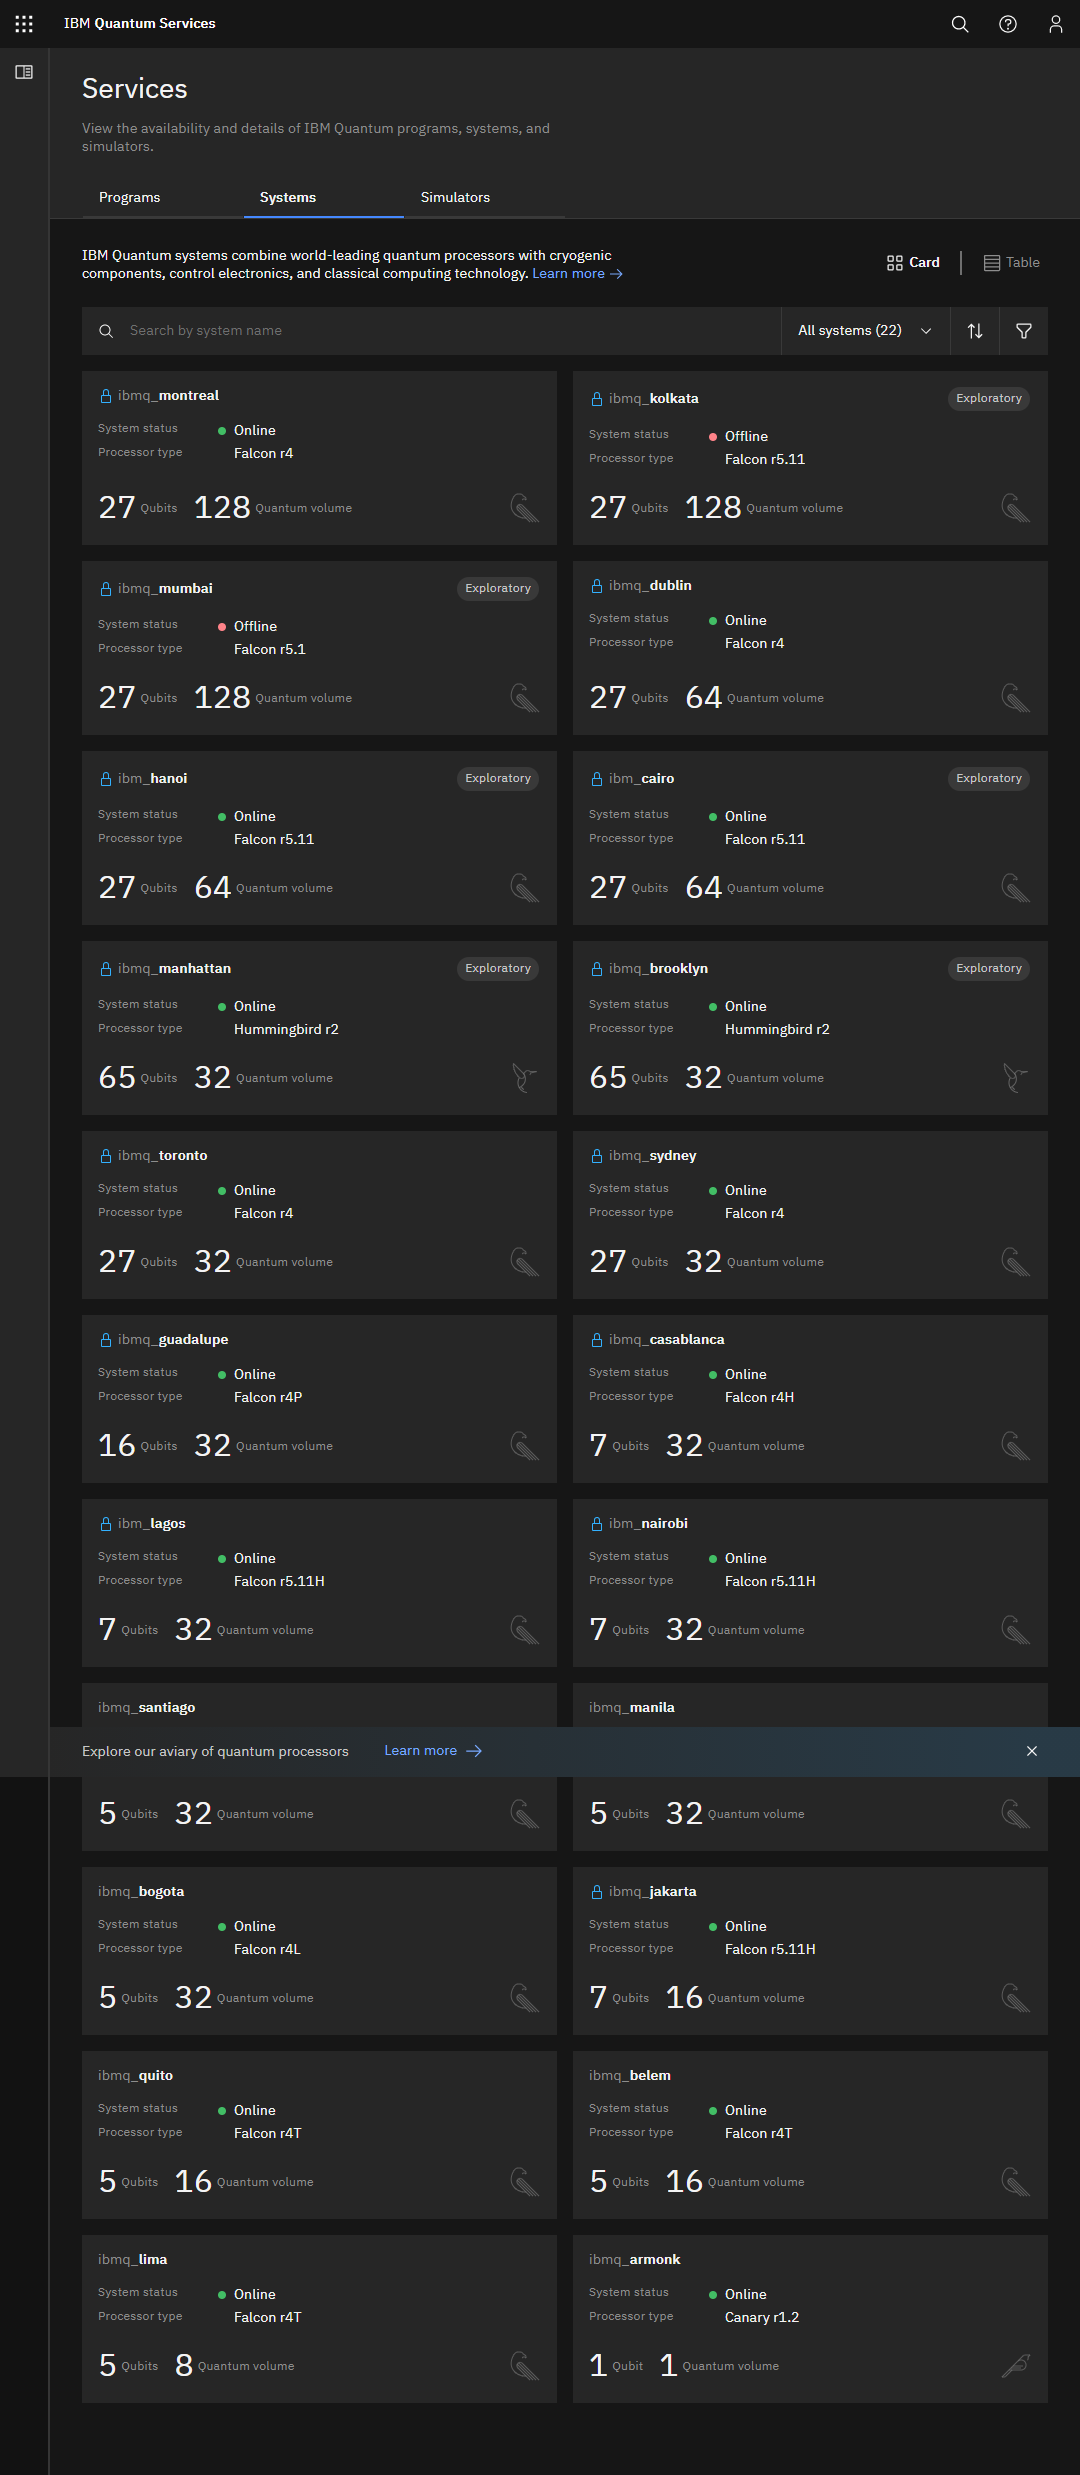 IBM Quantum Services
Services
View the availability and details of IBM Quantum programs, systems, and
simulators.
Programs
Systems
Simulators
IBM Quantum systems combine world-leading quantum processors with cryogenic
components, control electronics, and classical computing technology. Learn more →
Card
Table
Search by system name
All systems (22)
ibmq_montreal
System status Online
Processor type Falcon r4
27 Qubits 128 Quantum volume
ibmq_kolkata Exploratory
System status Offline
Processor type Falcon r5.11
27 Qubits 128 Quantum volume
ibmq_mumbai Exploratory
System status Offline
Processor type Falcon r5.1
27 Qubits 128 Quantum volume
ibmq_dublin
System status Online
Processor type Falcon r4
27 Qubits 64 Quantum volume
ibm_hanoi Exploratory
System status Online
Processor type Falcon r5.11
27 Qubits 64 Quantum volume
ibm_cairo Exploratory
System status Online
Processor type Falcon r5.11
27 Qubits 64 Quantum volume
ibmq_manhattan Exploratory
System status Online
Processor type Hummingbird r2
65 Qubits 32 Quantum volume
ibmq_brooklyn Exploratory
System status Online
Processor type Hummingbird r2
65 Qubits 32 Quantum volume
ibmq_toronto
System status Online
Processor type Falcon r4
27 Qubits 32 Quantum volume
ibmq_sydney
System status Online
Processor type Falcon r4
27 Qubits 32 Quantum volume
ibmq_guadalupe
System status Online
Processor type Falcon r4P
16 Qubits 32 Quantum volume
ibmq_casablanca
System status Online
Processor type Falcon r4H
7 Qubits 32 Quantum volume
ibm_lagos
System status Online
Processor type Falcon r5.11H
7 Qubits 32 Quantum volume
ibm_nairobi
System status Online
Processor type Falcon r5.11H
7 Qubits 32 Quantum volume
ibmq_santiago
ibmq_manila
Explore our aviary of quantum processors Learn more →
5 Qubits 32 Quantum volume
5 Qubits 32 Quantum volume
ibmq_bogota
System status Online
Processor type Falcon r4L
5 Qubits 32 Quantum volume
ibmq_jakarta
System status Online
Processor type Falcon r5.11H
7 Qubits 16 Quantum volume
ibmq_quito
System status Online
Processor type Falcon r4T
5 Qubits 16 Quantum volume
ibmq_belem
System status Online
Processor type Falcon r4T
5 Qubits 16 Quantum volume
ibmq_lima
System status Online
Processor type Falcon r4T
5 Qubits 8 Quantum volume
ibmq_armonk
System status Online
Processor type Canary r1.2
1 Qubit 1 Quantum volume